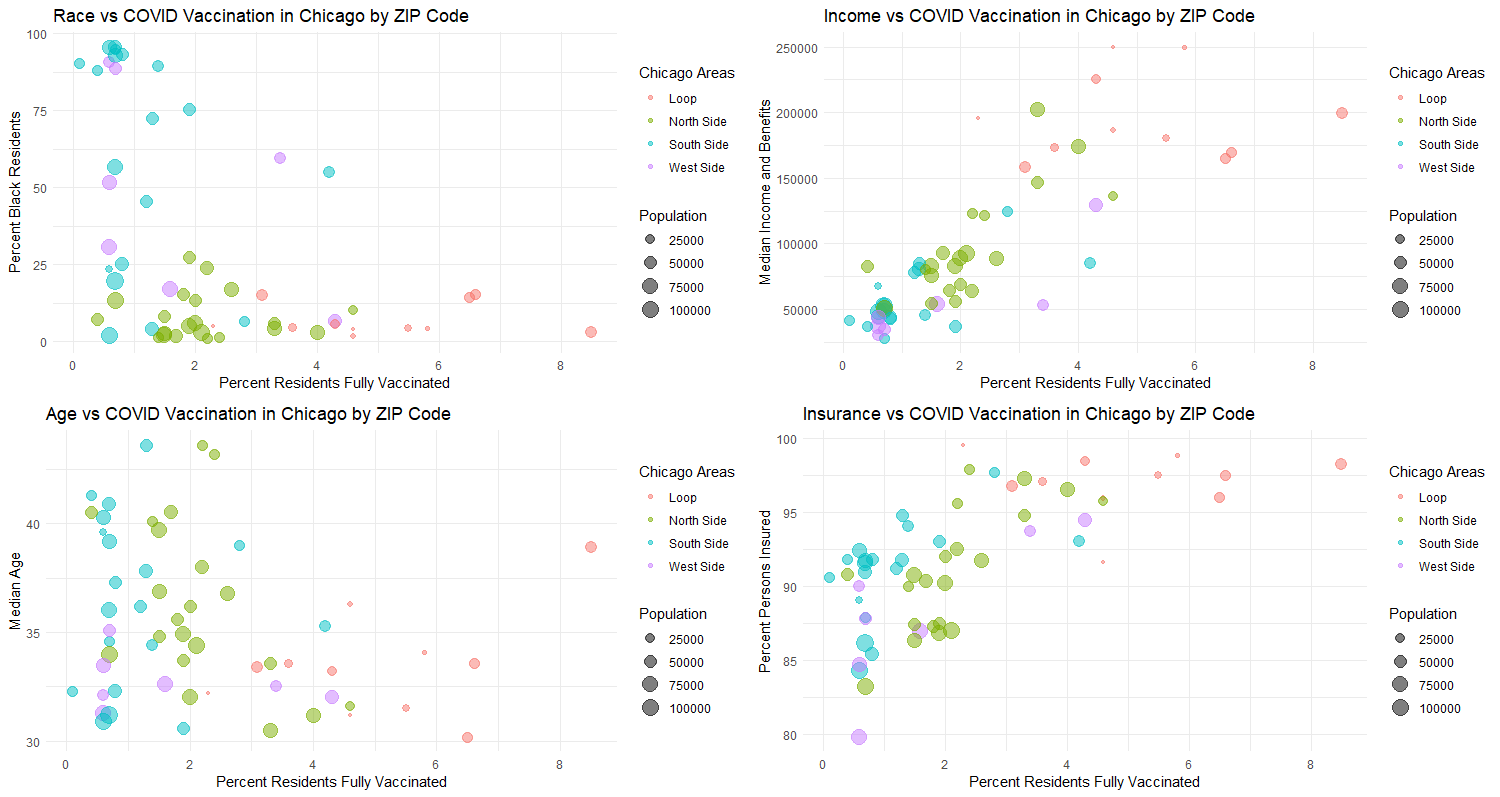 Race vs COVID Vaccination in Chicago by ZIP Code
Percent Black Residents
100
75
50
25
0
0 2 4 6 8
Percent Residents Fully Vaccinated
Chicago Areas
Loop
North Side
South Side
West Side
Population
25000
50000
75000
100000
Income vs COVID Vaccination in Chicago by ZIP Code
Median Income and Benefits
250000
200000
150000
100000
50000
0 2 4 6 8
Percent Residents Fully Vaccinated
Chicago Areas
Loop
North Side
South Side
West Side
Population
25000
50000
75000
100000
Age vs COVID Vaccination in Chicago by ZIP Code
Median Age
40
35
30
0 2 4 6 8
Percent Residents Fully Vaccinated
Chicago Areas
Loop
North Side
South Side
West Side
Population
25000
50000
75000
100000
Insurance vs COVID Vaccination in Chicago by ZIP Code
Percent Persons Insured
100
95
90
85
80
0 2 4 6 8
Percent Residents Fully Vaccinated
Chicago Areas
Loop
North Side
South Side
West Side
Population
25000
50000
75000
100000